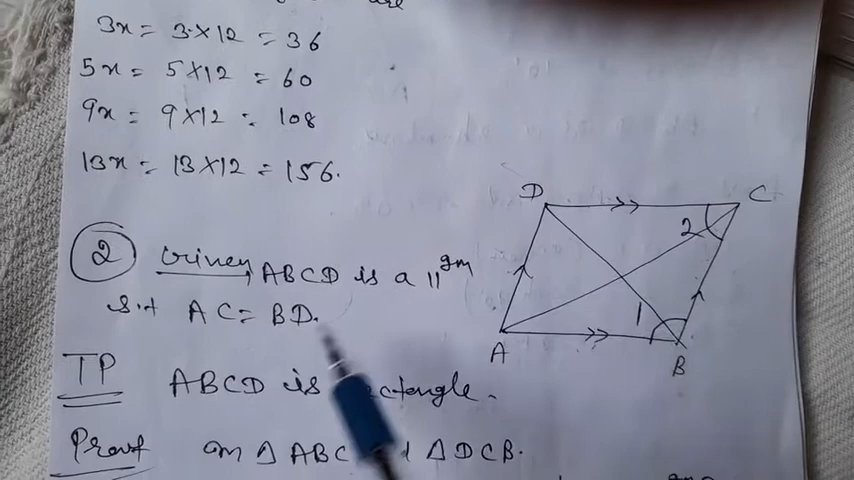 3x = 3×12 = 36
5x = 5×12 = 60
9x = 9×12 = 108
13x = 13×12 = 156.
② Given, ABCD is a ||gm
s.t AC = BD.
TP ABCD is
Proof In △ ABC △ DCB.
D C
2
1
A B